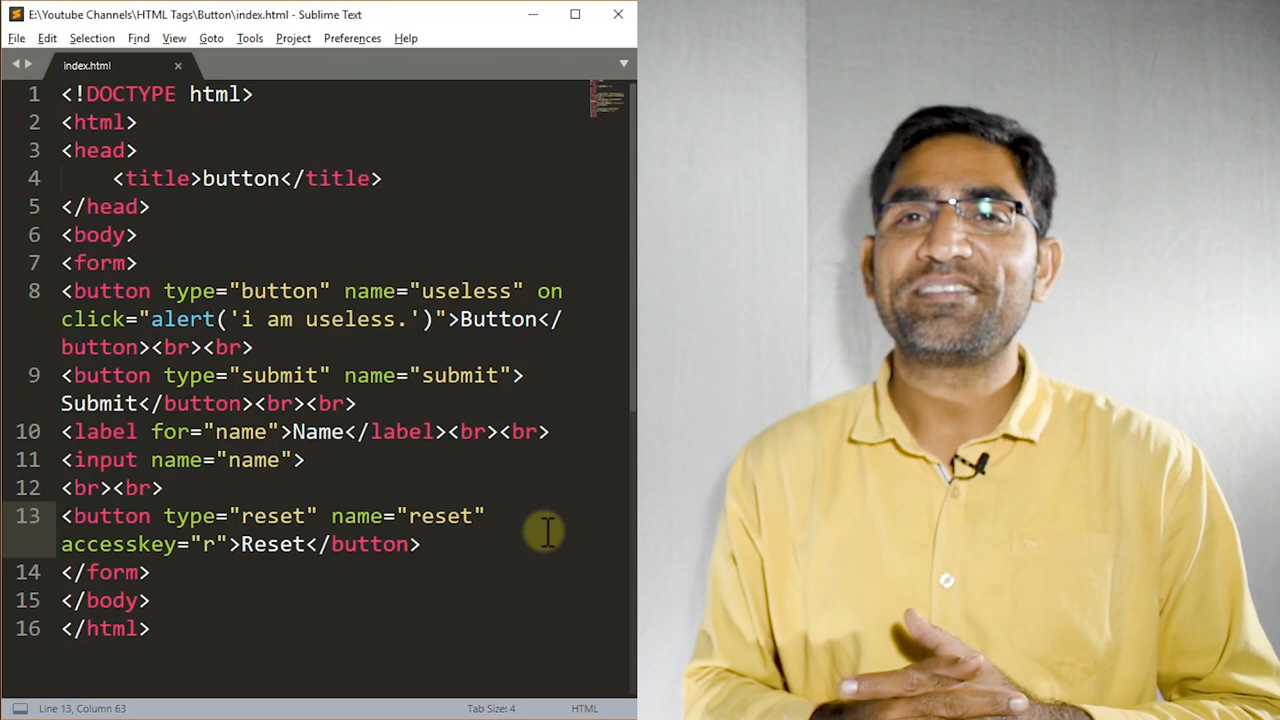 E:\Youtube Channels\HTML Tags\Button\index.html - Sublime Text
File Edit Selection Find View Goto Tools Project Preferences Help
index.html
1 <!DOCTYPE html>
2 <html>
3 <head>
4 <title>button</title>
5 </head>
6 <body>
7 <form>
8 <button type="button" name="useless" on
click="alert('i am useless.')">Button</
button><br><br>
9 <button type="submit" name="submit">
Submit</button><br><br>
10 <label for="name">Name</label><br><br>
11 <input name="name">
12 <br><br>
13 <button type="reset" name="reset"
accesskey="r">Reset</button>
14 </form>
15 </body>
16 </html>
Line 13, Column 63 Tab Size: 4 HTML